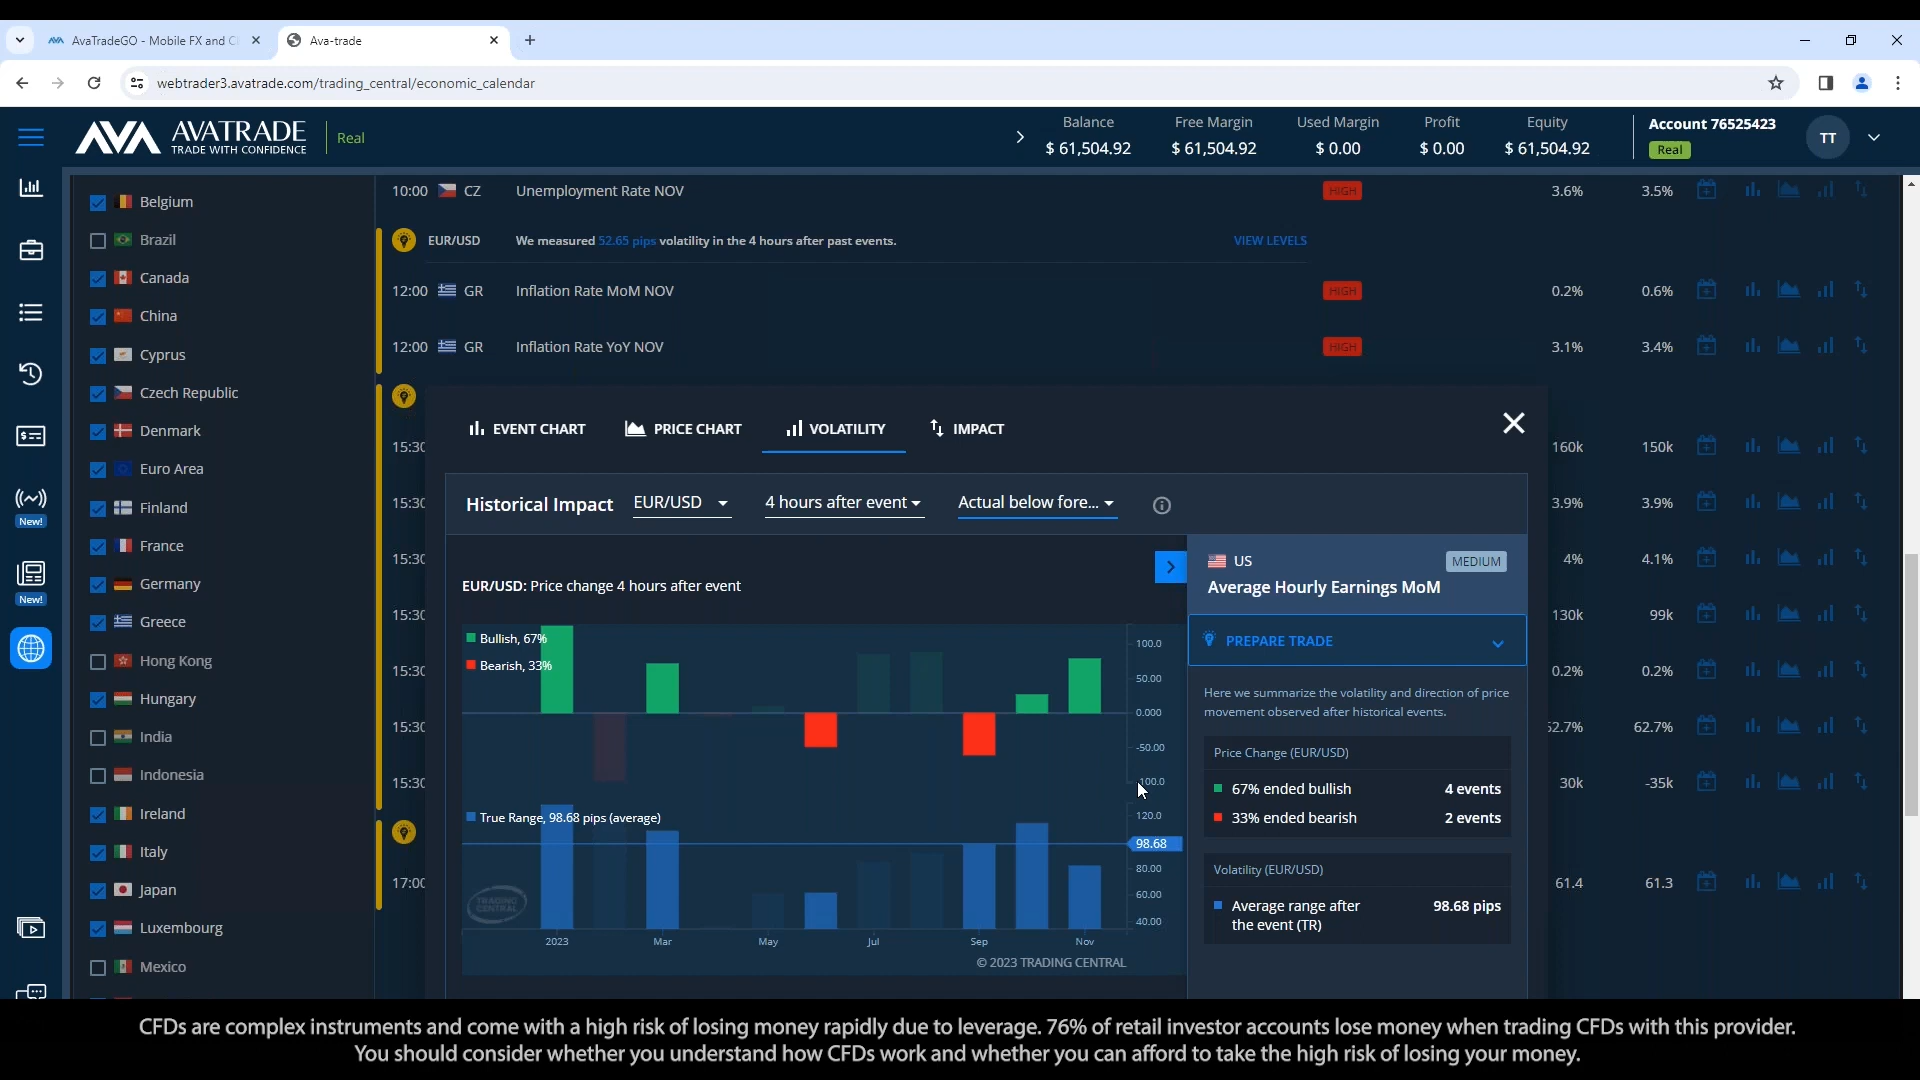 AvaTradeGO - Mobile FX and C
Ava-trade
webtrader3.avatrade.com/trading_central/economic_calendar
AVA AVATRADE
TRADE WITH CONFIDENCE
Real
Balance
$ 61,504.92
Free Margin
$ 61,504.92
Used Margin
$ 0.00
Profit
$ 0.00
Equity
$ 61,504.92
Account 76525423
Real
TT
New!
New!
Belgium
Brazil
Canada
China
Cyprus
Czech Republic
Denmark
Euro Area
Finland
France
Germany
Greece
Hong Kong
Hungary
India
Indonesia
Ireland
Italy
Japan
Luxembourg
Mexico
10:00 CZ Unemployment Rate NOV HIGH 3.6% 3.5%
EUR/USD We measured 52.65 pips volatility in the 4 hours after past events. VIEW LEVELS
12:00 GR Inflation Rate MoM NOV HIGH 0.2% 0.6%
12:00 GR Inflation Rate YoY NOV HIGH 3.1% 3.4%
15:30 160k 150k
15:30 3.9% 3.9%
15:30 4% 4.1%
15:30 130k 99k
15:30 0.2% 0.2%
15:30 62.7% 62.7%
15:30 30k -35k
17:00 61.4 61.3
EVENT CHART
PRICE CHART
VOLATILITY
IMPACT
Historical Impact EUR/USD 4 hours after event Actual below fore...
EUR/USD: Price change 4 hours after event
Bullish, 67%
Bearish, 33%
100.0
50.00
0.000
-50.00
-100.0
True Range, 98.68 pips (average)
120.0
98.68
80.00
60.00
40.00
TRADING
CENTRAL
2023 Mar May Jul Sep Nov
© 2023 TRADING CENTRAL
US MEDIUM
Average Hourly Earnings MoM
PREPARE TRADE
Here we summarize the volatility and direction of price
movement observed after historical events.
Price Change (EUR/USD)
67% ended bullish 4 events
33% ended bearish 2 events
Volatility (EUR/USD)
Average range after 98.68 pips
the event (TR)
CFDs are complex instruments and come with a high risk of losing money rapidly due to leverage. 76% of retail investor accounts lose money when trading CFDs with this provider.
You should consider whether you understand how CFDs work and whether you can afford to take the high risk of losing your money.